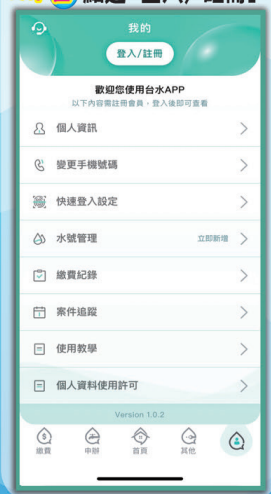 我的
登入/註冊
歡迎您使用台水APP
以下內容需註冊會員，登入後即可查看
個人資訊
變更手機號碼
快速登入設定
水號管理 立即新增
繳費紀錄
案件追蹤
使用教學
個人資料使用許可
Version 1.0.2
繳費 申辦 首頁 其他